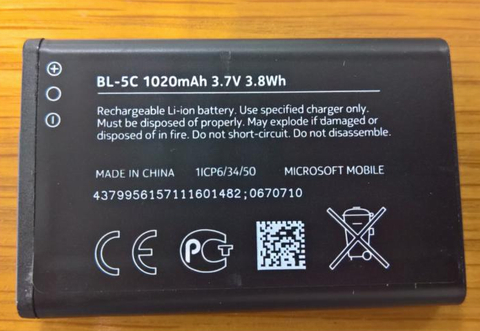 BL-5C 1020mAh 3.7V 3.8Wh
Rechargeable Li-ion battery. Use specified charger only.
Must be disposed of properly. May explode if damaged or
disposed of in fire. Do not short-circuit. Do not disassemble.
MADE IN CHINA 1ICP6/34/50 MICROSOFT MOBILE
4379956157111601482;0670710
CE PCT